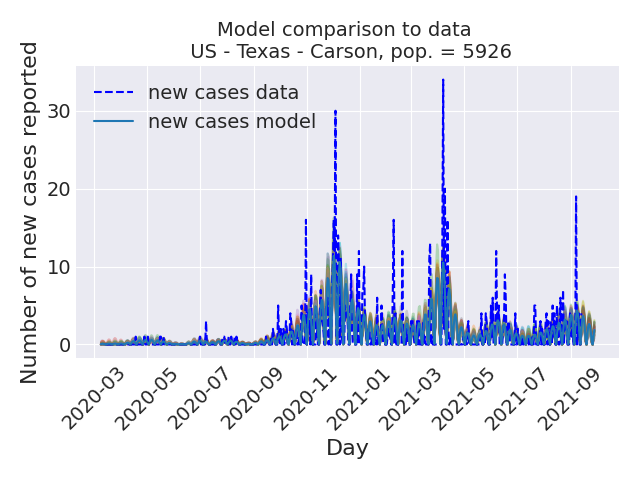 Model comparison to data
US - Texas - Carson, pop. = 5926
Number of new cases reported
30
20
10
0
new cases data
new cases model
2020-03
2020-05
2020-07
2020-09
2020-11
2021-01
2021-03
2021-05
2021-07
2021-09
Day